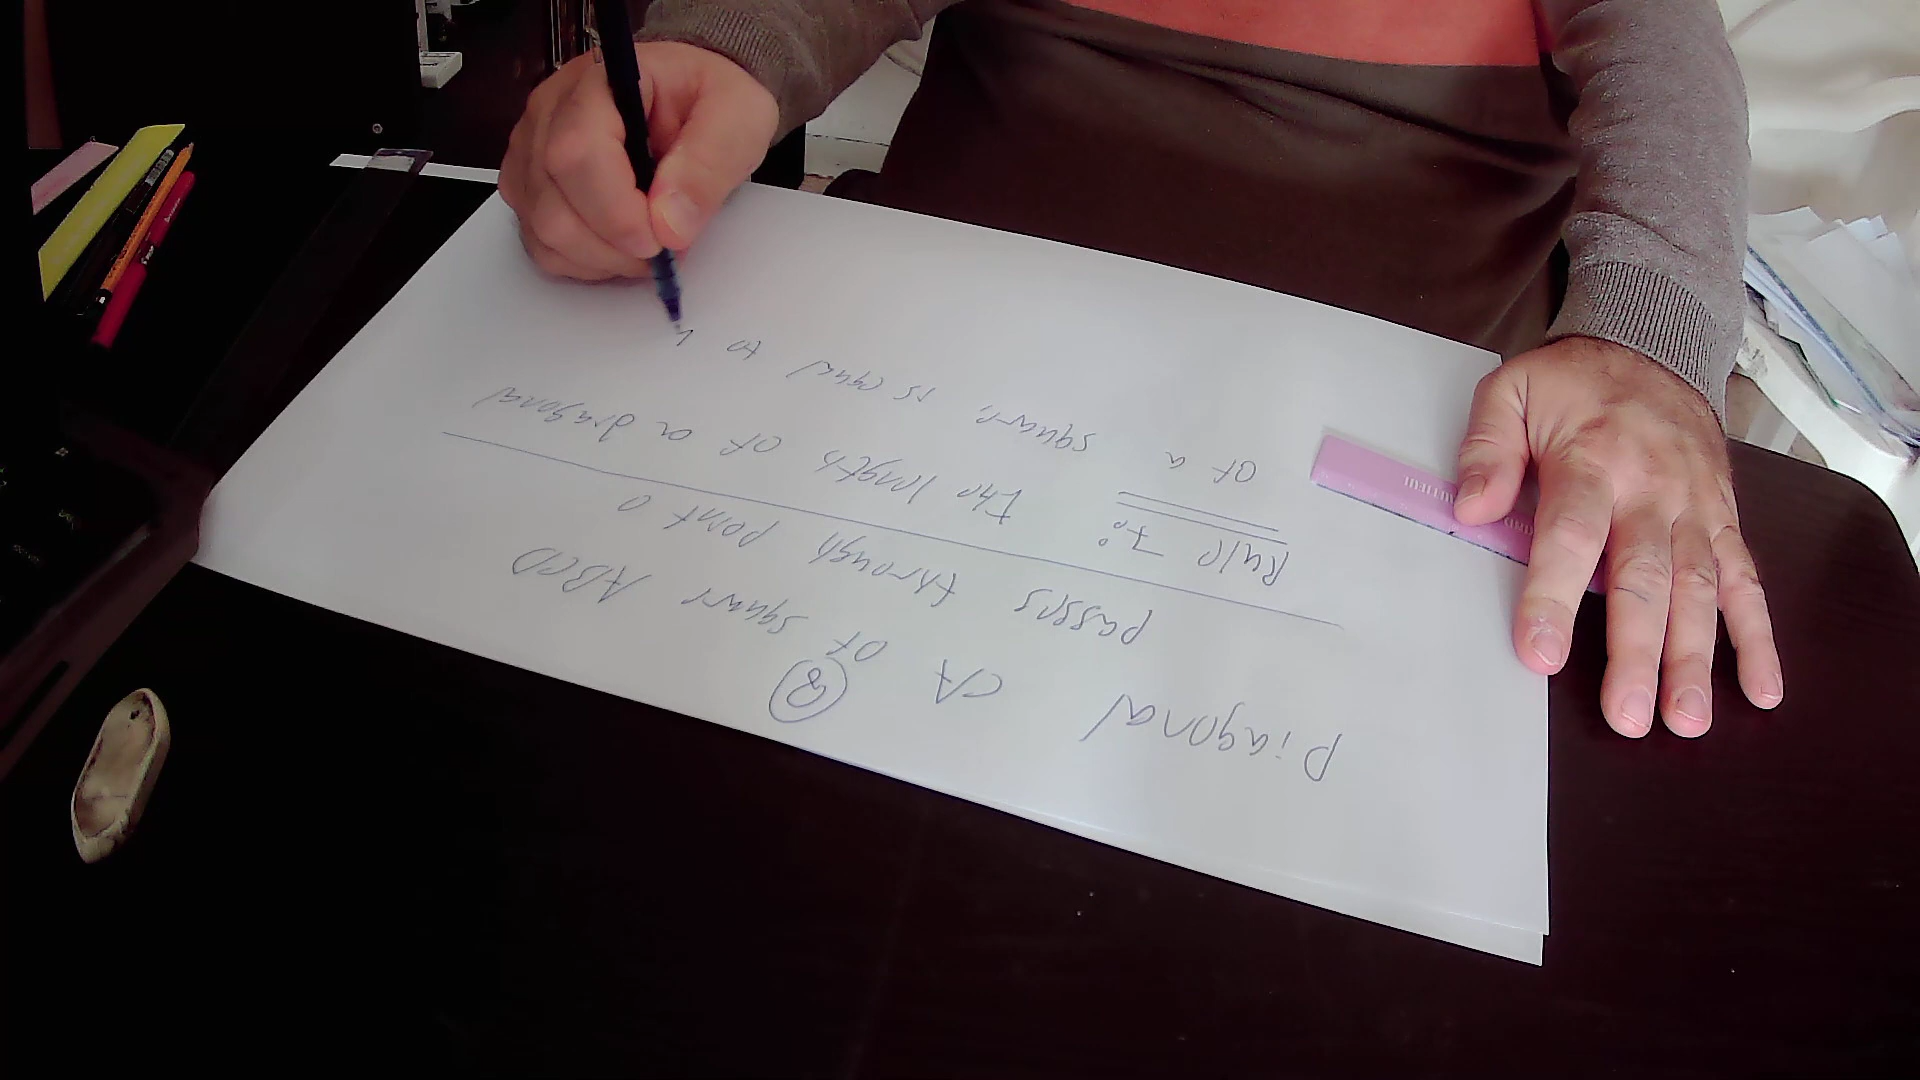 Diagonal CA of square ABCD
⑧
passes through point O
Rule 7:
the length of a diagonal
of a square, is equal to